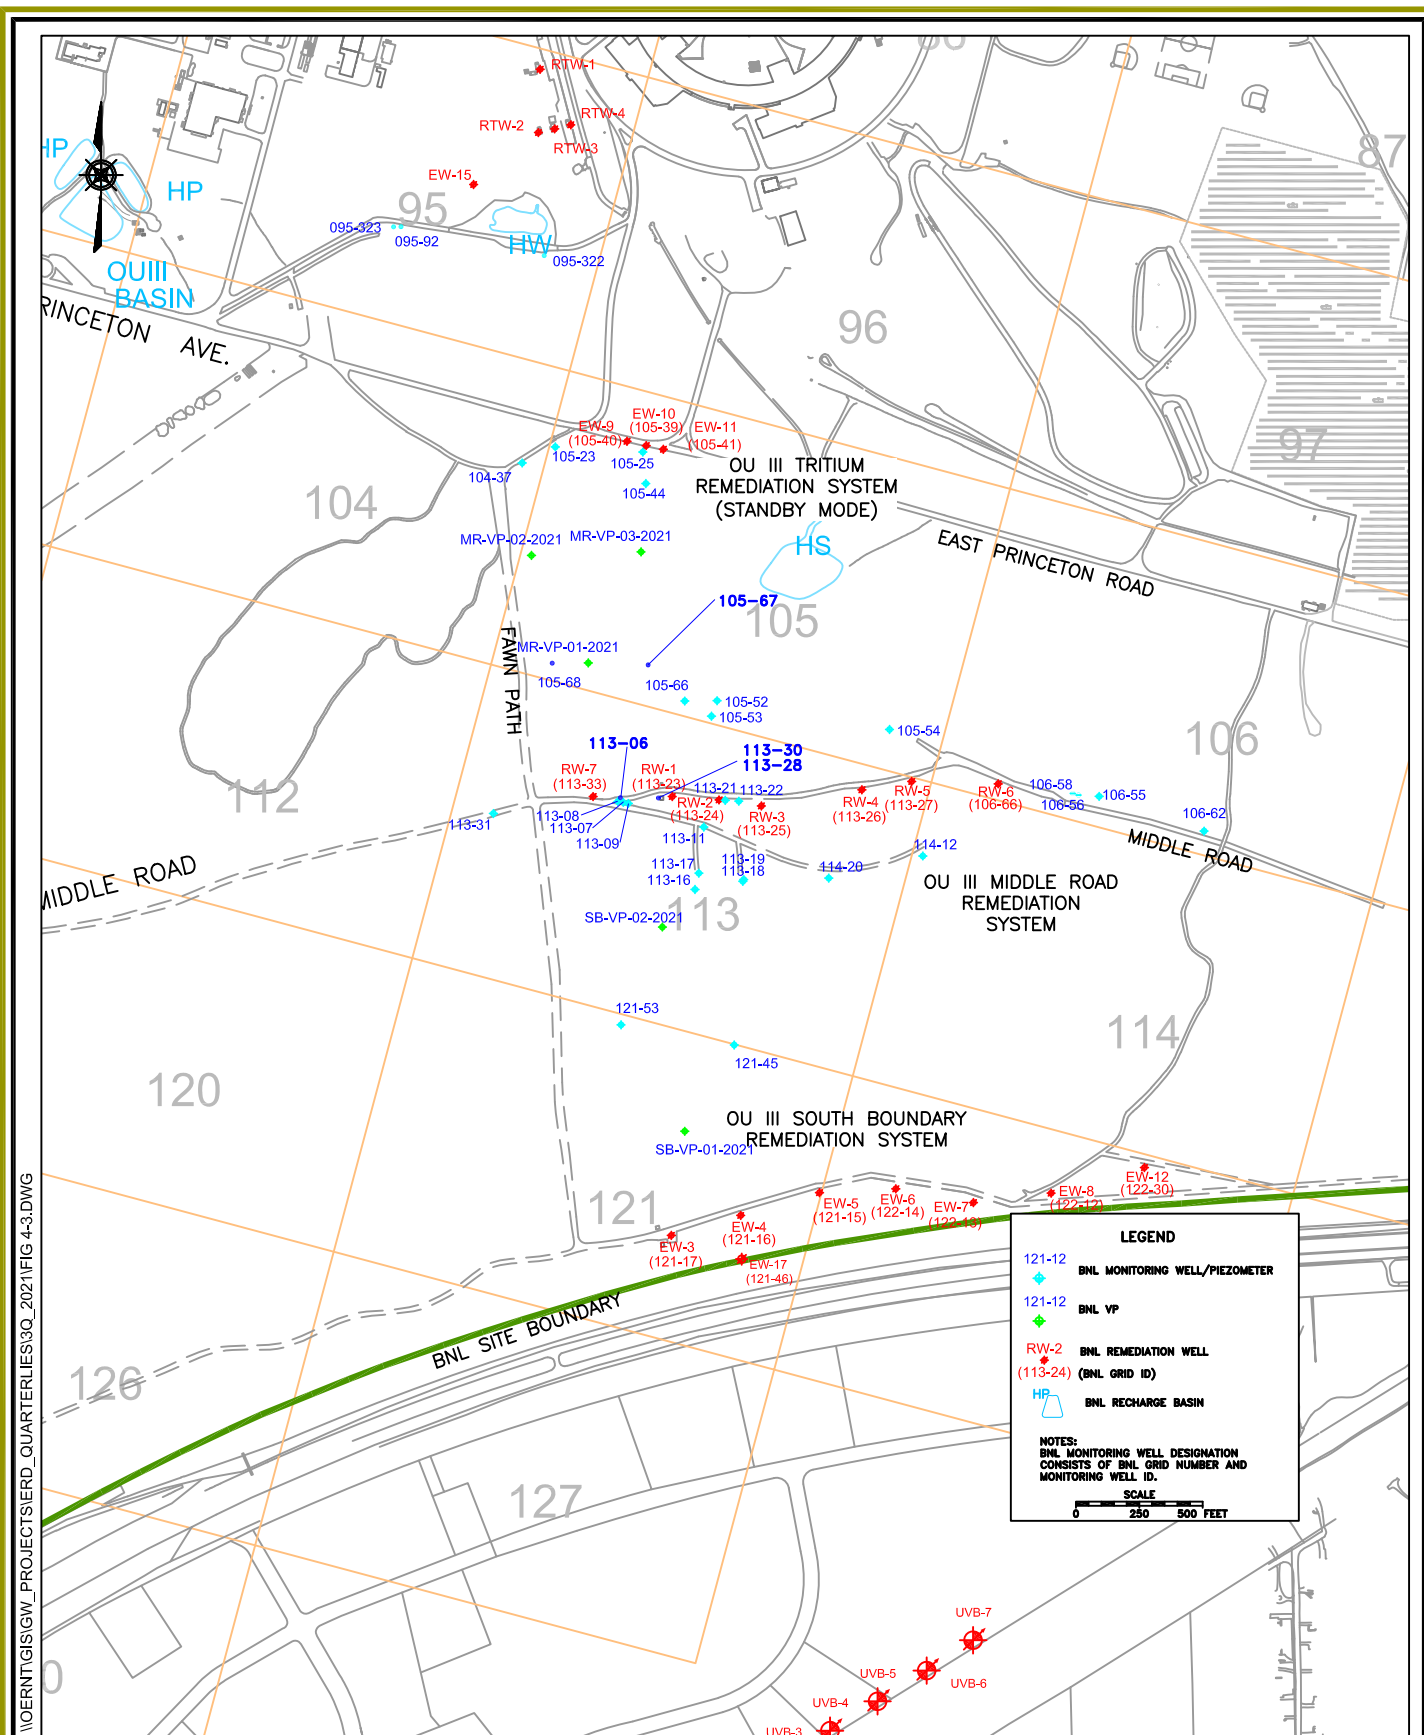 86
RTW-1
RTW-4
RTW-2
RTW-3
87
HP
HP
EW-15
95
095-323
095-92
HW
095-322
OUIII
BASIN
RINCETON AVE.
96
EW-10
(105-39)
EW-9
(105-40)
EW-11
(105-41)
97
105-23
105-25
104-37
105-44
OU III TRITIUM
REMEDIATION SYSTEM
(STANDBY MODE)
104
MR-VP-02-2021
MR-VP-03-2021
HS
EAST PRINCETON ROAD
105-67
105
FAWN PATH
MR-VP-01-2021
105-68
105-66
105-52
105-53
105-54
106
113-06
113-30
113-28
112
RW-7
(113-33)
RW-1
(113-23)
113-21
113-22
RW-2
(113-24)
RW-3
(113-25)
RW-4
(113-26)
RW-5
(113-27)
RW-6
(106-66)
106-58
106-56
106-55
106-62
113-31
113-08
113-07
113-09
113-11
MIDDLE ROAD
113-17
113-16
113-19
113-18
114-20
114-12
MIDDLE ROAD
OU III MIDDLE ROAD
REMEDIATION
SYSTEM
SB-VP-02-2021
113
121-53
121-45
114
120
OU III SOUTH BOUNDARY
REMEDIATION SYSTEM
SB-VP-01-2021
121
EW-3
(121-17)
EW-4
(121-16)
EW-17
(121-46)
EW-5
(121-15)
EW-6
(122-14)
EW-7
(122-13)
EW-8
(122-12)
EW-12
(122-30)
BNL SITE BOUNDARY
126
127
LEGEND
121-12
BNL MONITORING WELL/PIEZOMETER
121-12
BNL VP
RW-2
BNL REMEDIATION WELL
(113-24) (BNL GRID ID)
HP
BNL RECHARGE BASIN
NOTES:
BNL MONITORING WELL DESIGNATION
CONSISTS OF BNL GRID NUMBER AND
MONITORING WELL ID.
SCALE
0 250 500 FEET
UVB-7
UVB-6
UVB-5
UVB-4
UVB-3
0
\\OERNT\GIS\GW_PROJECTS\ERD_QUARTERLIES\3Q_2021\FIG 4-3.DWG